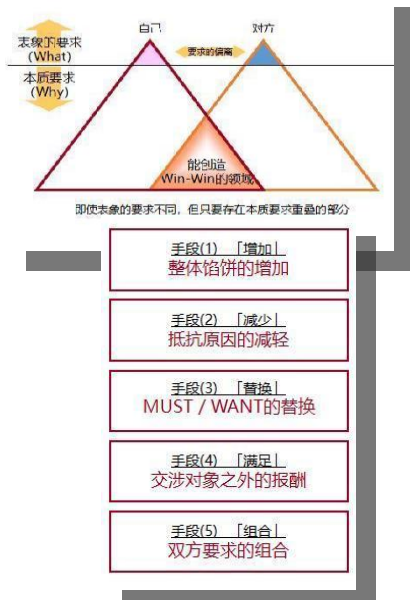 自己
对方
表象的要求
(What)
要求的偏离
本质要求
(Why)
能创造
Win-Win的领域
即使表象的要求不同，但只要存在本质要求重叠的部分
手段(1) 「增加」
整体馅饼的增加
手段(2) 「减少」
抵抗原因的减轻
手段(3) 「替换」
MUST / WANT的替换
手段(4) 「满足」
交涉对象之外的报酬
手段(5) 「组合」
双方要求的组合